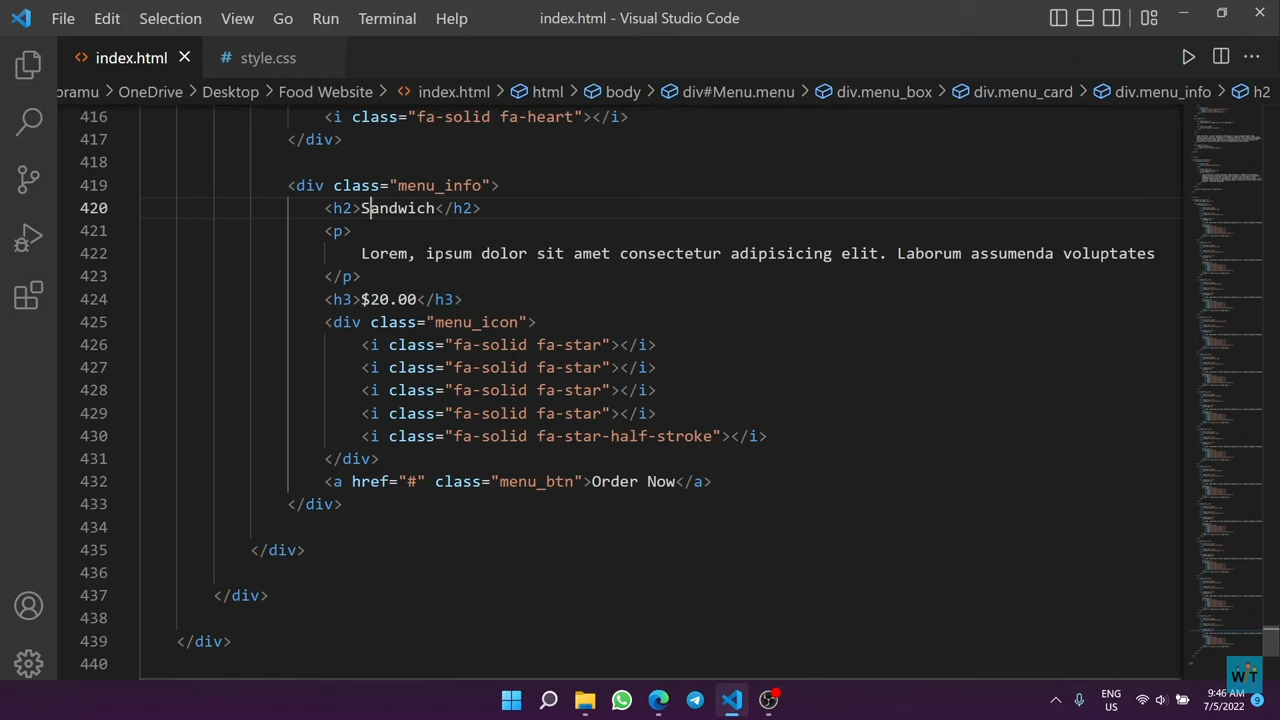 File Edit Selection View Go Run Terminal Help index.html - Visual Studio Code
index.html style.css
oramu > OneDrive > Desktop > Food Website > index.html > html > body > div#Menu.menu > div.menu_box > div.menu_card > div.menu_info > h2
416 <i class="fa-solid fa-heart"></i>
417 </div>
418
419 <div class="menu_info">
420 <h2>Sandwich</h2>
421 <p>
422 Lorem, ipsum dolor sit amet consectetur adipisicing elit. Labore assumenda voluptatis
423 </p>
424 <h3>$20.00</h3>
425 <div class="menu_icon">
426 <i class="fa-solid fa-star"></i>
427 <i class="fa-solid fa-star"></i>
428 <i class="fa-solid fa-star"></i>
429 <i class="fa-solid fa-star"></i>
430 <i class="fa-solid fa-star-half-stroke"></i>
431 </div>
432 <a href="#" class="menu_btn">Order Now</a>
433 </div>
434
435 </div>
436
437 </div>
438
439 </div>
440
WT
ENG 9:46 AM
US 7/5/2022 9